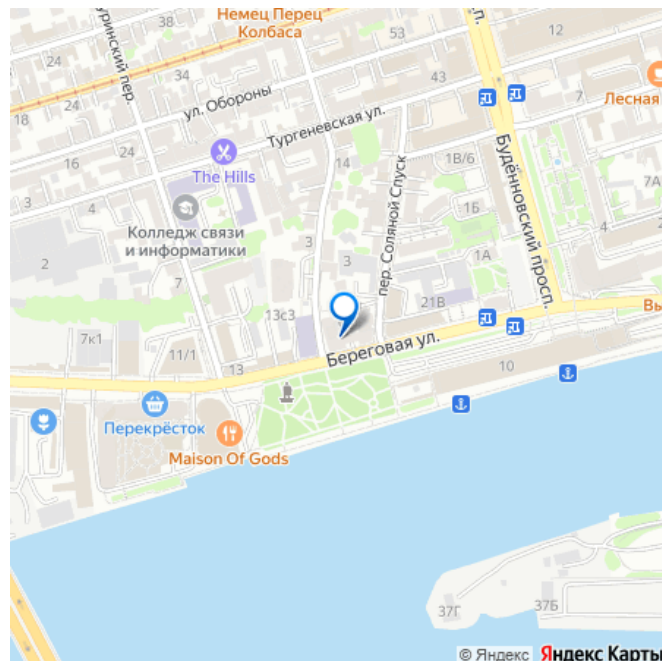 Немец Перец
Колбаса
уринский пер.
34
53
12
.п.
38
34
43
18
24
ул. Обороны
Тургеневская ул.
7
Лесная
16
The Hills
14
1В/6
Будённовский просп.
7А
4
4
Колледж связи
и информатики
3
1Б
пер. Соляной Спуск
2
3
1А
7
13с3
21В
7к1
11/1
Вы
Береговая ул.
13
10
Перекрёсток
Maison Of Gods
37Г
37Б
© Яндекс Яндекс Карты